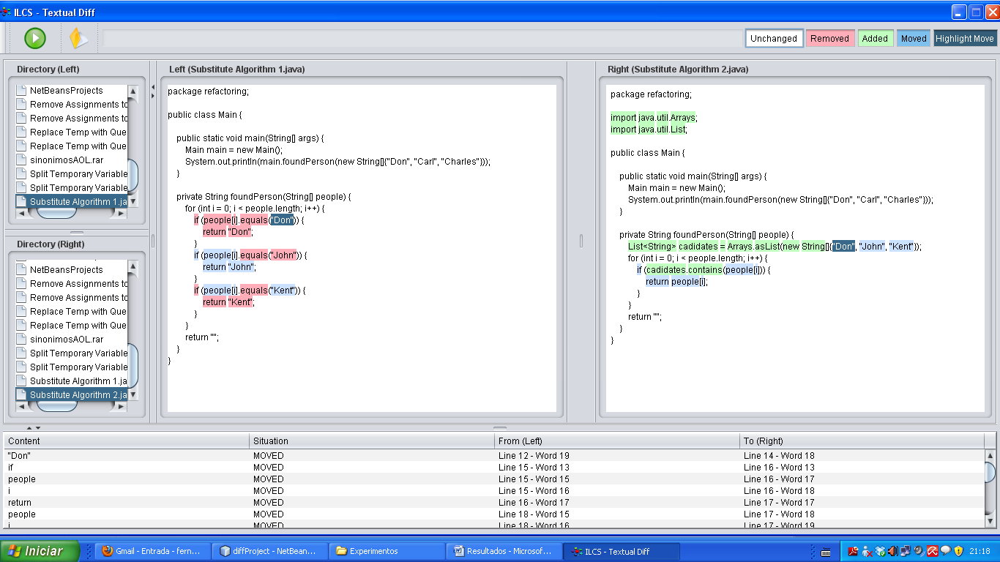 ILCS - Textual Diff
Unchanged Removed Added Moved Highlight Move
Directory (Left)
NetBeansProjects
Remove Assignments to
Remove Assignments to
Replace Temp with Que
Replace Temp with Que
sinonimosAOL.rar
Split Temporary Variable
Split Temporary Variable
Substitute Algorithm 1.ja
Directory (Right)
NetBeansProjects
Remove Assignments to
Remove Assignments to
Replace Temp with Que
Replace Temp with Que
sinonimosAOL.rar
Split Temporary Variable
Split Temporary Variable
Substitute Algorithm 1.ja
Substitute Algorithm 2.ja
Left (Substitute Algorithm 1.java)
package refactoring;
public class Main {
public static void main(String[] args) {
Main main = new Main();
System.out.println(main.foundPerson(new String[]{"Don", "Carl", "Charles"}));
}
private String foundPerson(String[] people) {
for (int i = 0; i < people.length; i++) {
if (people[i].equals("Don")) {
return "Don";
}
if (people[i].equals("John")) {
return "John";
}
if (people[i].equals("Kent")) {
return "Kent";
}
}
return "";
}
}
Right (Substitute Algorithm 2.java)
package refactoring;
import java.util.Arrays;
import java.util.List;
public class Main {
public static void main(String[] args) {
Main main = new Main();
System.out.println(main.foundPerson(new String[]{"Don", "Carl", "Charles"}));
}
private String foundPerson(String[] people) {
List<String> cadidates = Arrays.asList(new String[]{"Don", "John", "Kent"});
for (int i = 0; i < people.length; i++) {
if (cadidates.contains(people[i])) {
return people[i];
}
}
return "";
}
}
Content Situation From (Left) To (Right)
"Don" MOVED Line 12 - Word 19 Line 14 - Word 18
if MOVED Line 15 - Word 13 Line 16 - Word 13
people MOVED Line 15 - Word 15 Line 16 - Word 17
i MOVED Line 15 - Word 16 Line 16 - Word 18
return MOVED Line 16 - Word 17 Line 17 - Word 17
people MOVED Line 18 - Word 15 Line 17 - Word 18
i MOVED Line 18 - Word 16 Line 17 - Word 19
Iniciar Gmail - Entrada - fern... diffProject - NetBean... Experimentos Resultados - Microsof... ILCS - Textual Diff 21:18